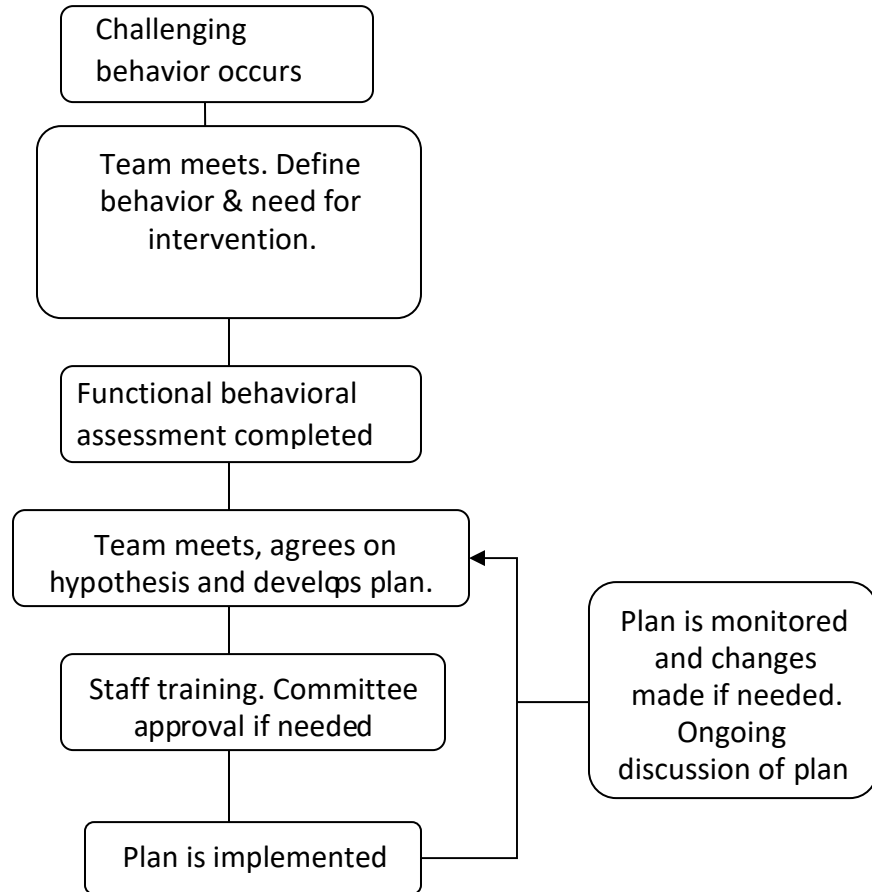 Challenging
behavior occurs
Team meets. Define
behavior & need for
intervention.
Functional behavioral
assessment completed
Team meets, agrees on
hypothesis and develops plan.
Staff training. Committee
approval if needed
Plan is implemented
Plan is monitored
and changes
made if needed.
Ongoing
discussion of plan